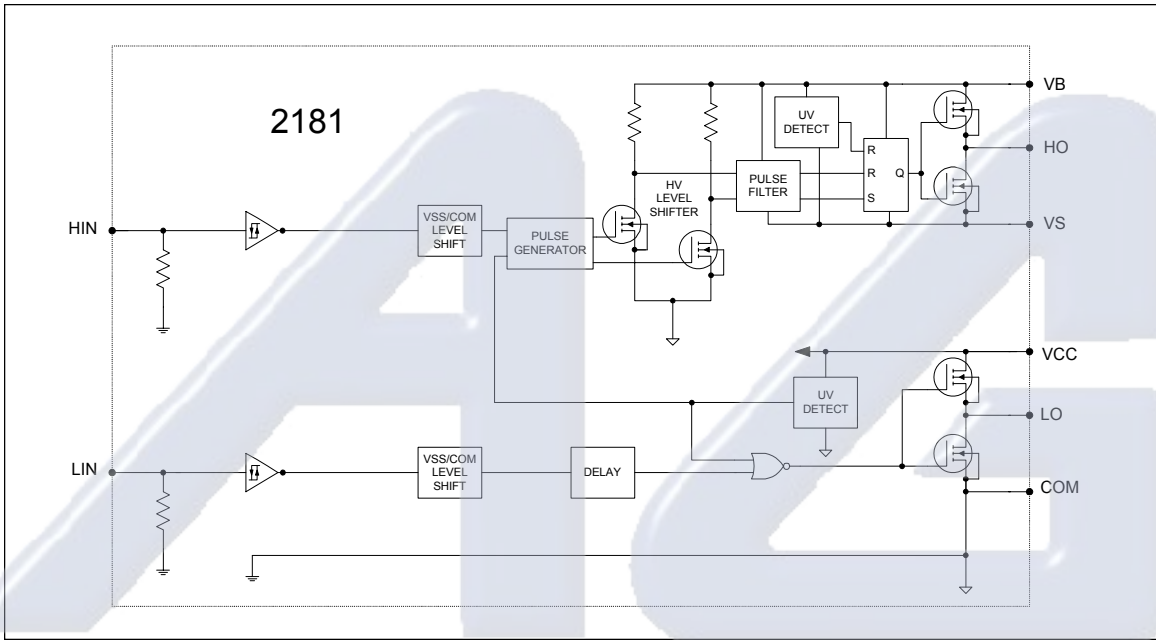 2181
VB
UV
DETECT
R
R
S
Q
HO
PULSE
FILTER
HV
LEVEL
SHIFTER
HIN
VSS/COM
LEVEL
SHIFT
PULSE
GENERATOR
VS
VCC
UV
DETECT
LO
LIN
VSS/COM
LEVEL
SHIFT
DELAY
COM